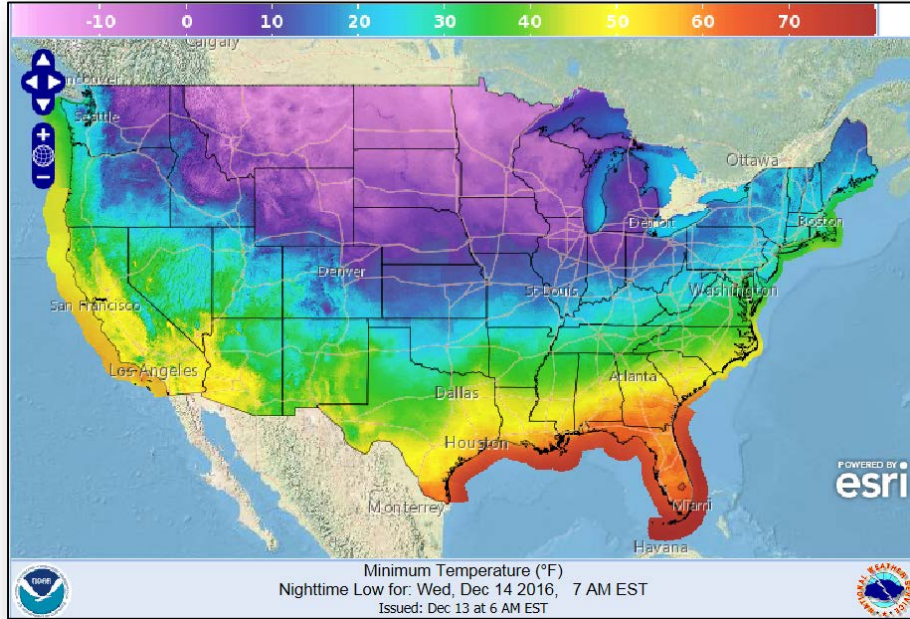 -10 0 10 20 30 40 50 60 70
Calgary
Vancouver
Seattle
Ottawa
Detroit
Boston
Denver
St Louis
Washington
San Francisco
Los Angeles
Dallas
Atlanta
Houston
Monterrey
Miami
Havana
POWERED BY
esri
Minimum Temperature (°F)
Nighttime Low for: Wed, Dec 14 2016, 7 AM EST
Issued: Dec 13 at 6 AM EST
NOAA